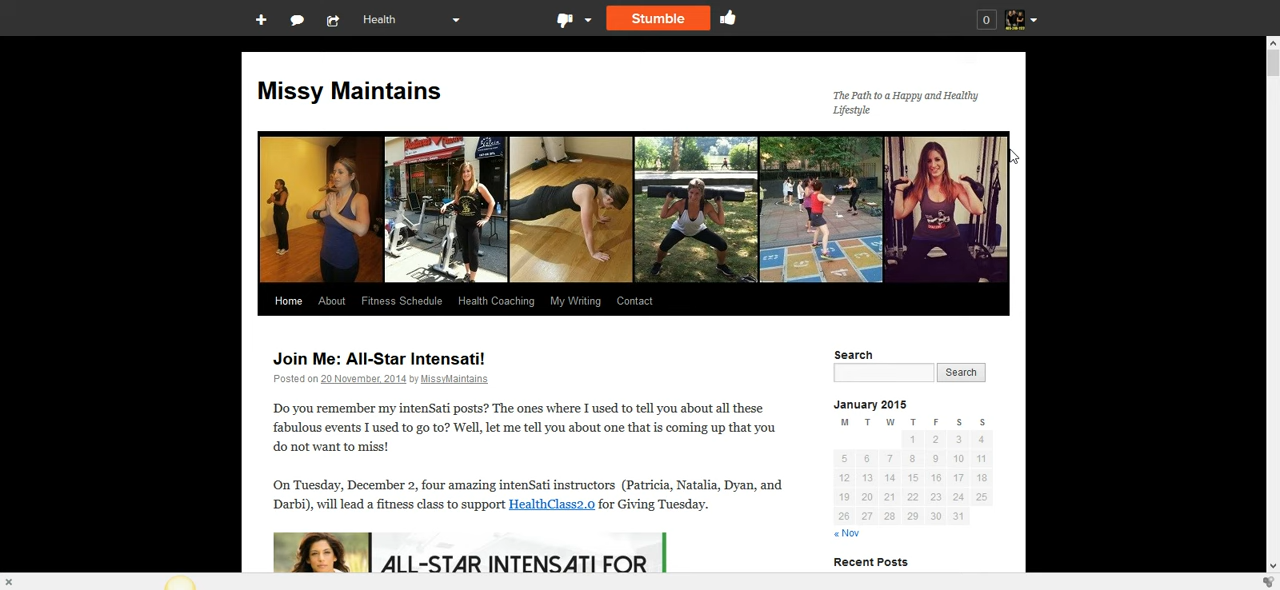 Health
Stumble
0
Missy Maintains
The Path to a Happy and Healthy
Lifestyle
Home About Fitness Schedule Health Coaching My Writing Contact
Join Me: All-Star Intensati!
Posted on 20 November, 2014 by MissyMaintains
Do you remember my intenSati posts? The ones where I used to tell you about all these
fabulous events I used to go to? Well, let me tell you about one that is coming up that you
do not want to miss!
On Tuesday, December 2, four amazing intenSati instructors (Patricia, Natalia, Dyan, and
Darbi), will lead a fitness class to support HealthClass2.0 for Giving Tuesday.
ALL-STAR INTENSATI FOR
Search
Search
January 2015
M T W T F S S
1 2 3 4
5 6 7 8 9 10 11
12 13 14 15 16 17 18
19 20 21 22 23 24 25
26 27 28 29 30 31
« Nov
Recent Posts